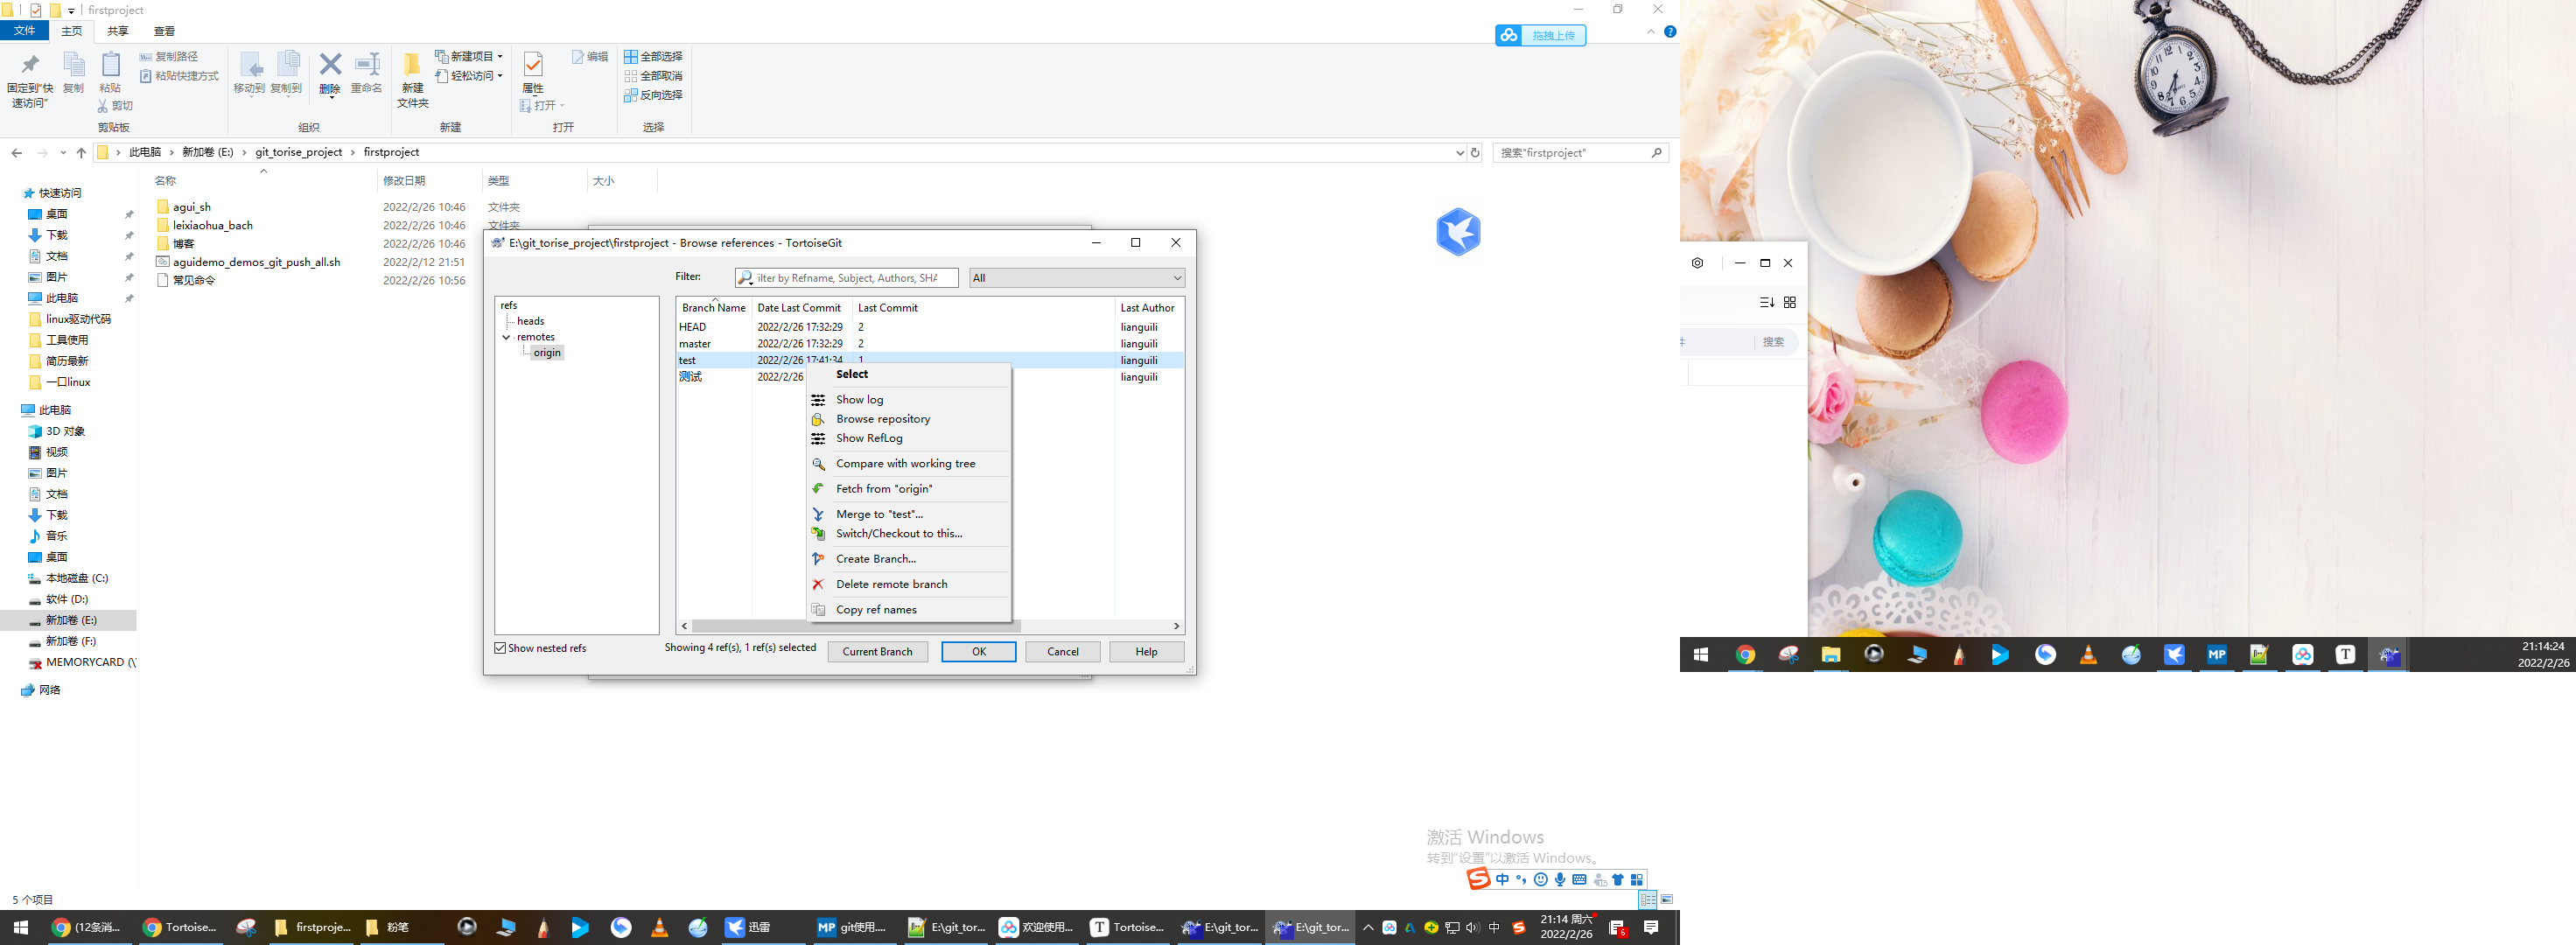 firstproject
文件
主页
共享
查看
拖拽上传
固定到"快
速访问"
复制
粘贴
复制路径
粘贴快捷方式
剪切
剪贴板
移动到
复制到
删除
重命名
组织
新建
文件夹
新建项目
轻松访问
新建
属性
打开
编辑
打开
全部选择
全部取消
反向选择
选择
此电脑 › 新加卷 (E:) › git_torise_project › firstproject
搜索"firstproject"
名称 修改日期 类型 大小
agui_sh 2022/2/26 10:46 文件夹
leixiaohua_bach 2022/2/26 10:46 文件夹
博客 2022/2/26 10:46
aguidemo_demos_git_push_all.sh 2022/2/12 21:51
常见命令 2022/2/26 10:56
快速访问
桌面
下载
文档
图片
此电脑
linux驱动代码
工具使用
简历最新
一口linux
此电脑
3D 对象
视频
图片
文档
下载
音乐
桌面
本地磁盘 (C:)
软件 (D:)
新加卷 (E:)
新加卷 (F:)
MEMORYCARD (\\
网络
5 个项目
E:\git_torise_project\firstproject - Browse references - TortoiseGit
Filter:
ilter by Refname, Subject, Authors, SHA
All
refs
heads
remotes
origin
Branch Name Date Last Commit Last Commit Last Author
HEAD 2022/2/26 17:32:29 2 lianguili
master 2022/2/26 17:32:29 2 lianguili
test 2022/2/26 17:41:34 1 lianguili
测试 2022/2/26 lianguili
Select
Show log
Browse repository
Show RefLog
Compare with working tree
Fetch from "origin"
Merge to "test"...
Switch/Checkout to this...
Create Branch...
Delete remote branch
Copy ref names
Show nested refs
Showing 4 ref(s), 1 ref(s) selected
Current Branch
OK
Cancel
Help
激活 Windows
转到"设置"以激活 Windows。
中
(12条消...
Tortoise...
firstproje...
粉笔
迅雷
MP
git使用....
E:\git_tor...
欢迎使用...
T
Tortoise...
E:\git_tor...
E:\git_tor...
中
21:14 周六
2022/2/26
6
件
搜索
12
1
2
3
4
5
6
7
8
9
10
11
MP
T
21:14:24
2022/2/26